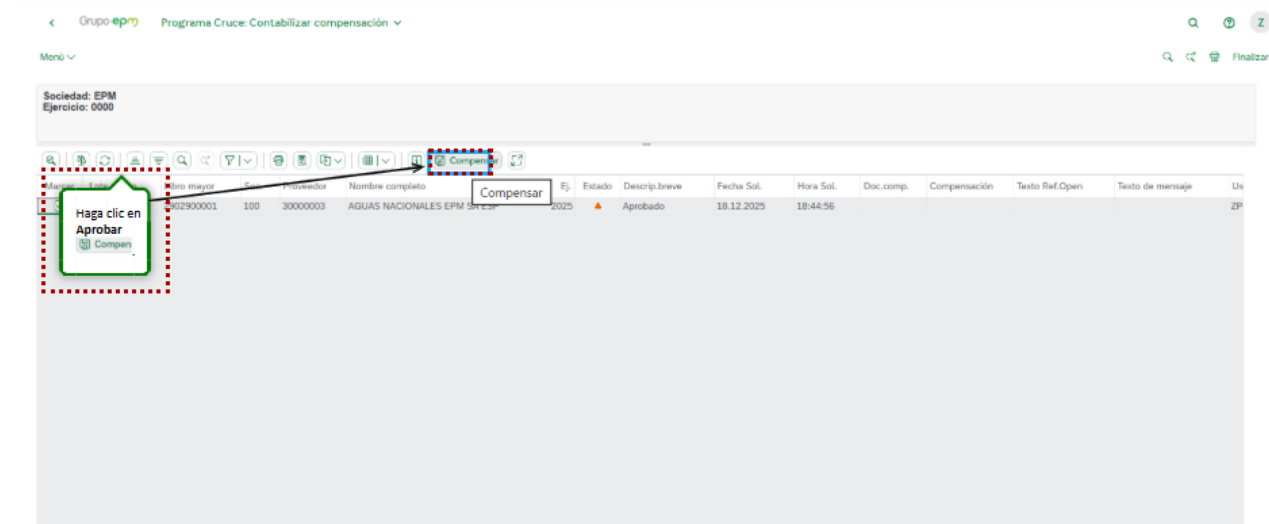 Grupo epm Programa Cruce: Contabilizar compensación Z
Menú Finalizar
Sociedad: EPM
Ejercicio: 0000
Compensar
Marcar Lote Libro mayor Soc. Proveedor Nombre completo Ej. Estado Descrip.breve Fecha Sol. Hora Sol. Doc.comp. Compensación Texto Ref.Open Texto de mensaje Us
Compensar
100 30000003 AGUAS NACIONALES EPM SA ESP 2025 Aprobado 18.12.2025 18:44:56 ZP
Haga clic en
Aprobar
Compen
.